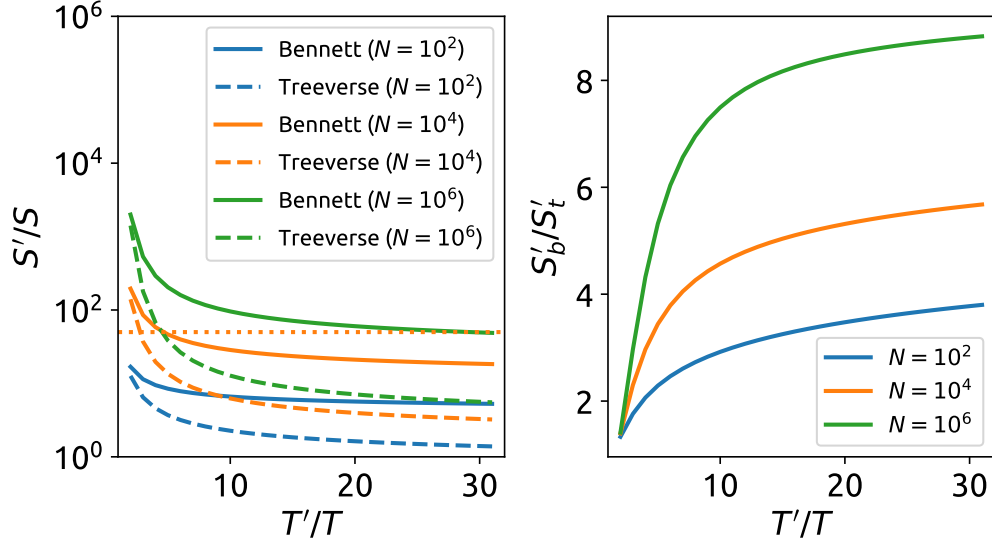 10^6
10^4
10^2
10^0
S′/S
Bennett (N = 10^2)
Treeverse (N = 10^2)
Bennett (N = 10^4)
Treeverse (N = 10^4)
Bennett (N = 10^6)
Treeverse (N = 10^6)
10 20 30
T′/T
8
6
4
2
S′_b/S′_t
N = 10^2
N = 10^4
N = 10^6
10 20 30
T′/T